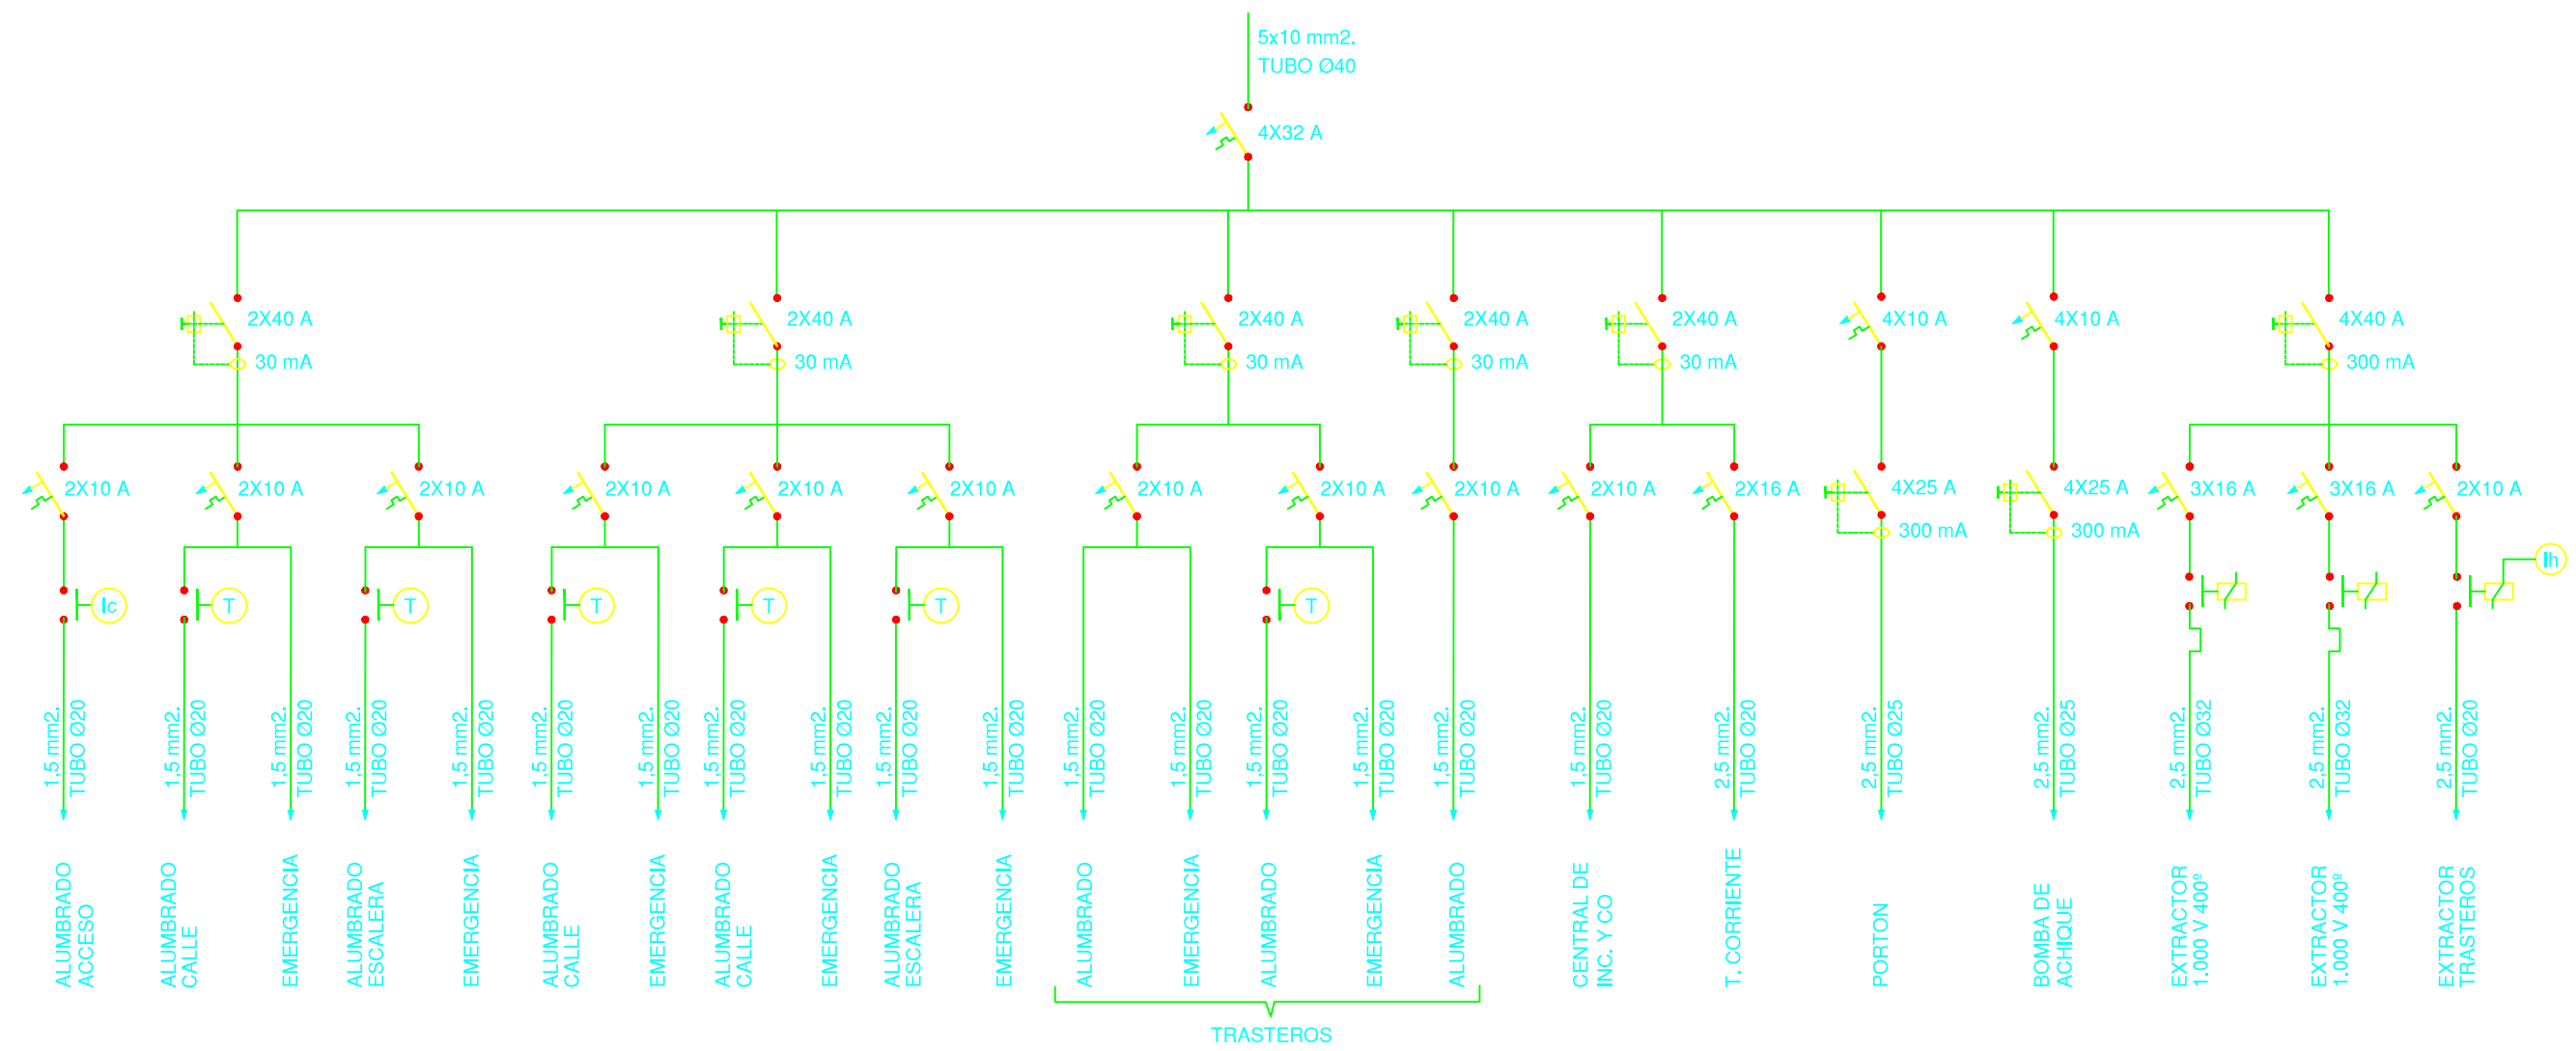 5x10 mm2.
TUBO Ø40
4X32 A
2X40 A
30 mA
2X40 A
30 mA
2X40 A
30 mA
2X40 A
30 mA
2X40 A
30 mA
4X10 A
4X10 A
4X40 A
300 mA
2X10 A
2X10 A
2X10 A
2X10 A
2X10 A
2X10 A
2X10 A
2X10 A
2X10 A
2X10 A
2X16 A
4X25 A
300 mA
4X25 A
300 mA
3X16 A
3X16 A
2X10 A
Ih
Ic
T
T
T
T
T
T
1,5 mm2.
TUBO Ø20
1,5 mm2.
TUBO Ø20
1,5 mm2.
TUBO Ø20
1,5 mm2.
TUBO Ø20
1,5 mm2.
TUBO Ø20
1,5 mm2.
TUBO Ø20
1,5 mm2.
TUBO Ø20
1,5 mm2.
TUBO Ø20
1,5 mm2.
TUBO Ø20
1,5 mm2.
TUBO Ø20
1,5 mm2.
TUBO Ø20
1,5 mm2.
TUBO Ø20
1,5 mm2.
TUBO Ø20
1,5 mm2.
TUBO Ø20
1,5 mm2.
TUBO Ø20
1,5 mm2.
TUBO Ø20
1,5 mm2.
TUBO Ø20
2,5 mm2.
TUBO Ø20
2,5 mm2.
TUBO Ø25
2,5 mm2.
TUBO Ø25
2,5 mm2.
TUBO Ø32
2,5 mm2.
TUBO Ø32
2,5 mm2.
TUBO Ø20
ALUMBRADO
ACCESO
ALUMBRADO
CALLE
EMERGENCIA
ALUMBRADO
ESCALERA
EMERGENCIA
ALUMBRADO
CALLE
EMERGENCIA
ALUMBRADO
CALLE
EMERGENCIA
ALUMBRADO
ESCALERA
EMERGENCIA
ALUMBRADO
EMERGENCIA
ALUMBRADO
EMERGENCIA
ALUMBRADO
CENTRAL DE
INC. Y CO
T. CORRIENTE
PORTON
BOMBA DE
ACHIQUE
EXTRACTOR
1.000 V 400º
EXTRACTOR
1.000 V 400º
EXTRACTOR
TRASTEROS
TRASTEROS